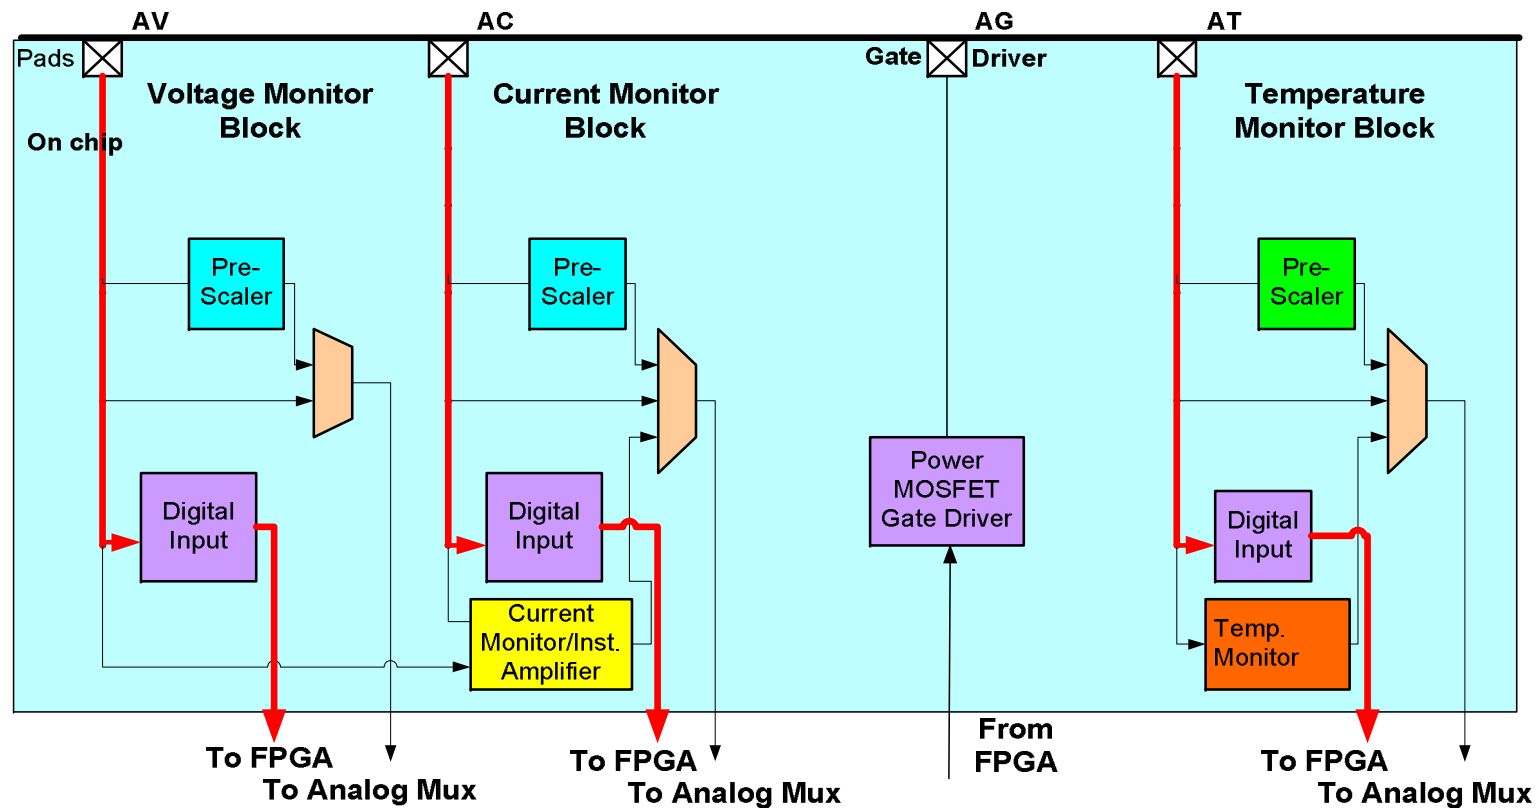 AV
AC
AG
AT
Pads
Gate
Driver
Voltage Monitor
Block
Current Monitor
Block
Temperature
Monitor Block
On chip
Pre-
Scaler
Pre-
Scaler
Pre-
Scaler
Digital
Input
Digital
Input
Power
MOSFET
Gate Driver
Digital
Input
Current
Monitor/Inst.
Amplifier
Temp.
Monitor
To FPGA
To Analog Mux
To FPGA
To Analog Mux
From
FPGA
To FPGA
To Analog Mux